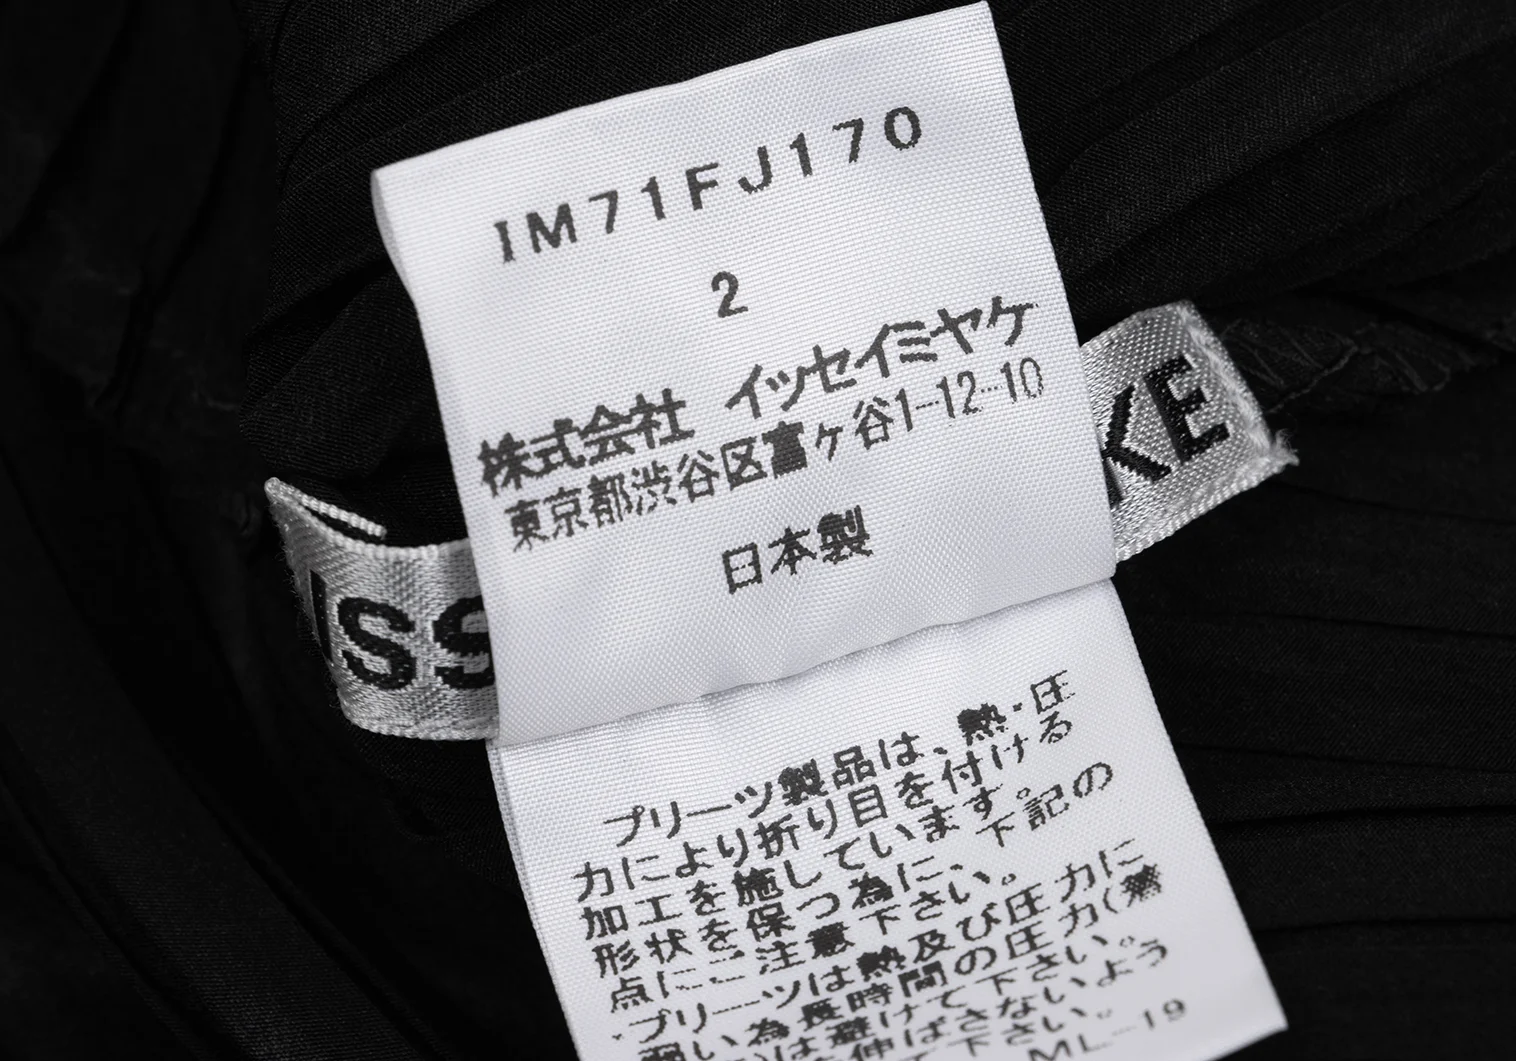 IM71FJ170
2
株式会社 イッセイミヤケ
東京都渋谷区富ヶ谷1-12-10
日本製
ISS
KE
プリーツ製品は、熱・圧
力により折り目を付ける
加工を施しています。
形状を保つ為に、下記の
点にご注意下さい。
・プリーツは熱及び圧力に
弱い為長時間の圧力(
は避けて下さい。
伸ばさないよう
下さい。
ML-19